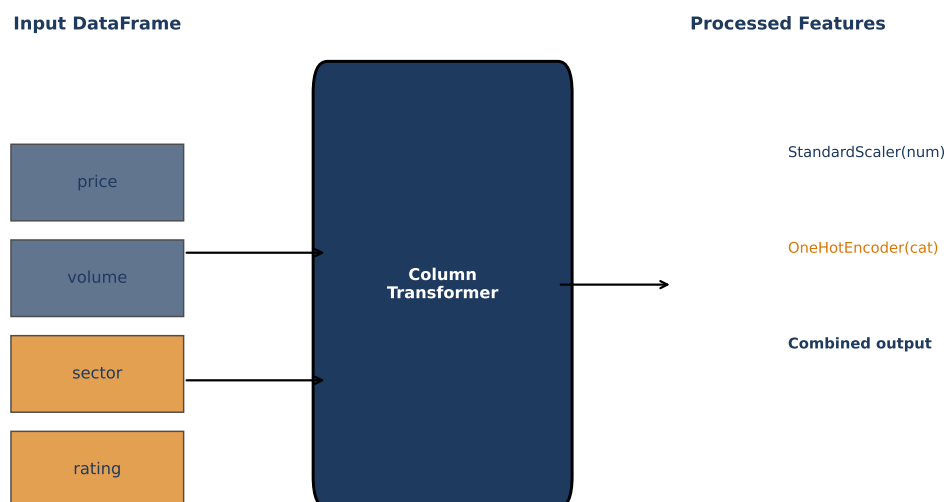 Input DataFrame
Processed Features
price
volume
sector
rating
Column
Transformer
StandardScaler(num)
OneHotEncoder(cat)
Combined output